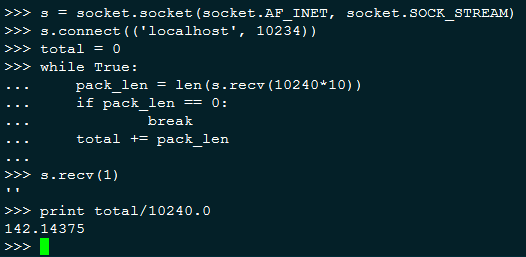 >>> s = socket.socket(socket.AF_INET, socket.SOCK_STREAM)
>>> s.connect(('localhost', 10234))
>>> total = 0
>>> while True:
...     pack_len = len(s.recv(10240*10))
...     if pack_len == 0:
...             break
...     total += pack_len
...
>>> s.recv(1)
''
>>> print total/10240.0
142.14375
>>>